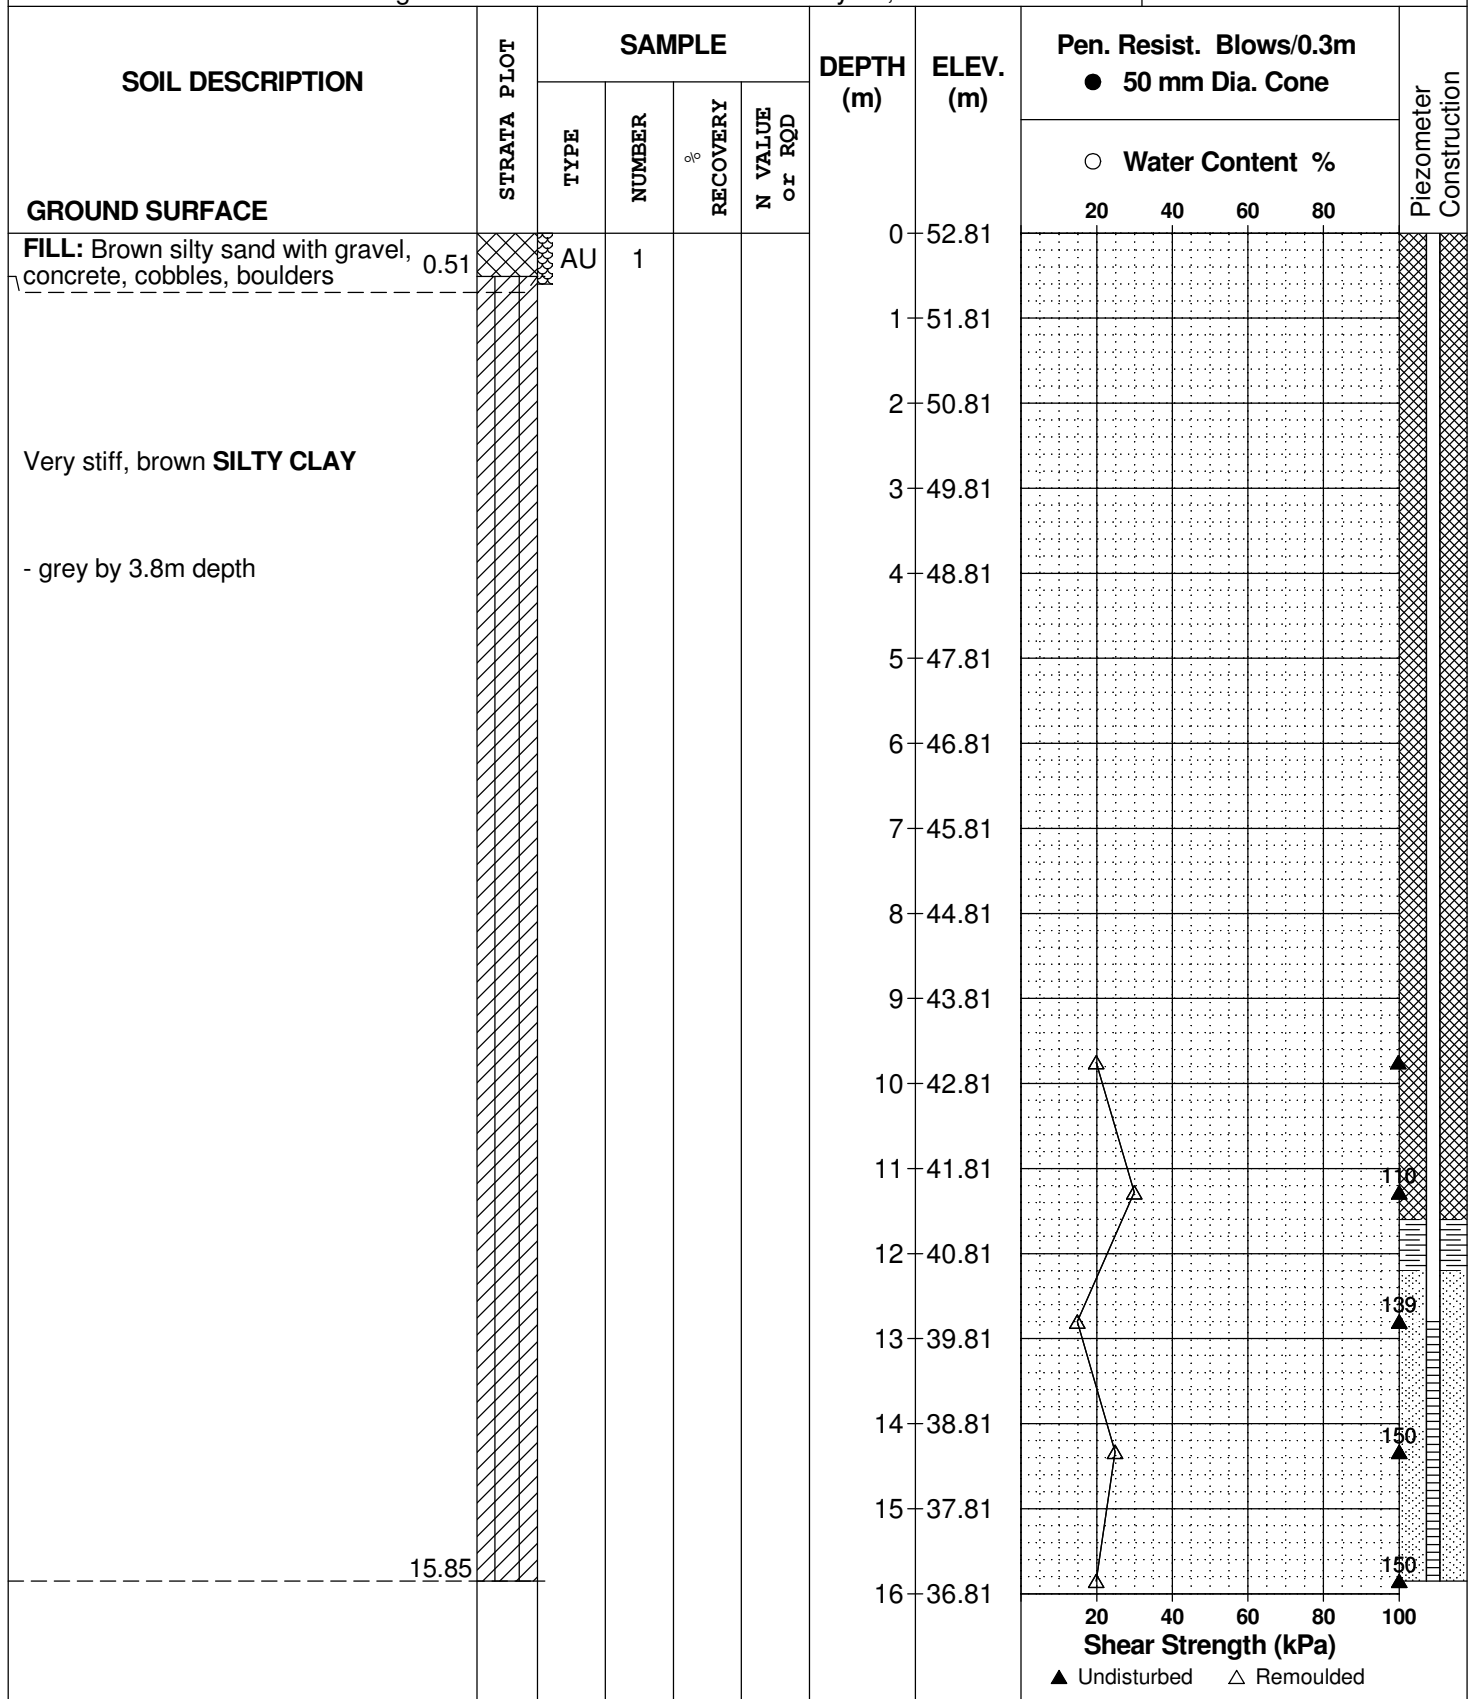 SOIL DESCRIPTION
STRATA PLOT
SAMPLE
TYPE
NUMBER
% RECOVERY
N VALUE or RQD
DEPTH (m)
ELEV. (m)
Pen. Resist. Blows/0.3m
● 50 mm Dia. Cone
○ Water Content %
20 40 60 80
Piezometer Construction
GROUND SURFACE
0 52.81
FILL: Brown silty sand with gravel, concrete, cobbles, boulders
0.51
AU 1
1 51.81
2 50.81
Very stiff, brown SILTY CLAY
3 49.81
- grey by 3.8m depth
4 48.81
5 47.81
6 46.81
7 45.81
8 44.81
9 43.81
10 42.81
11 41.81
110
12 40.81
139
13 39.81
14 38.81
150
15 37.81
15.85
150
16 36.81
20 40 60 80 100
Shear Strength (kPa)
▲ Undisturbed △ Remoulded